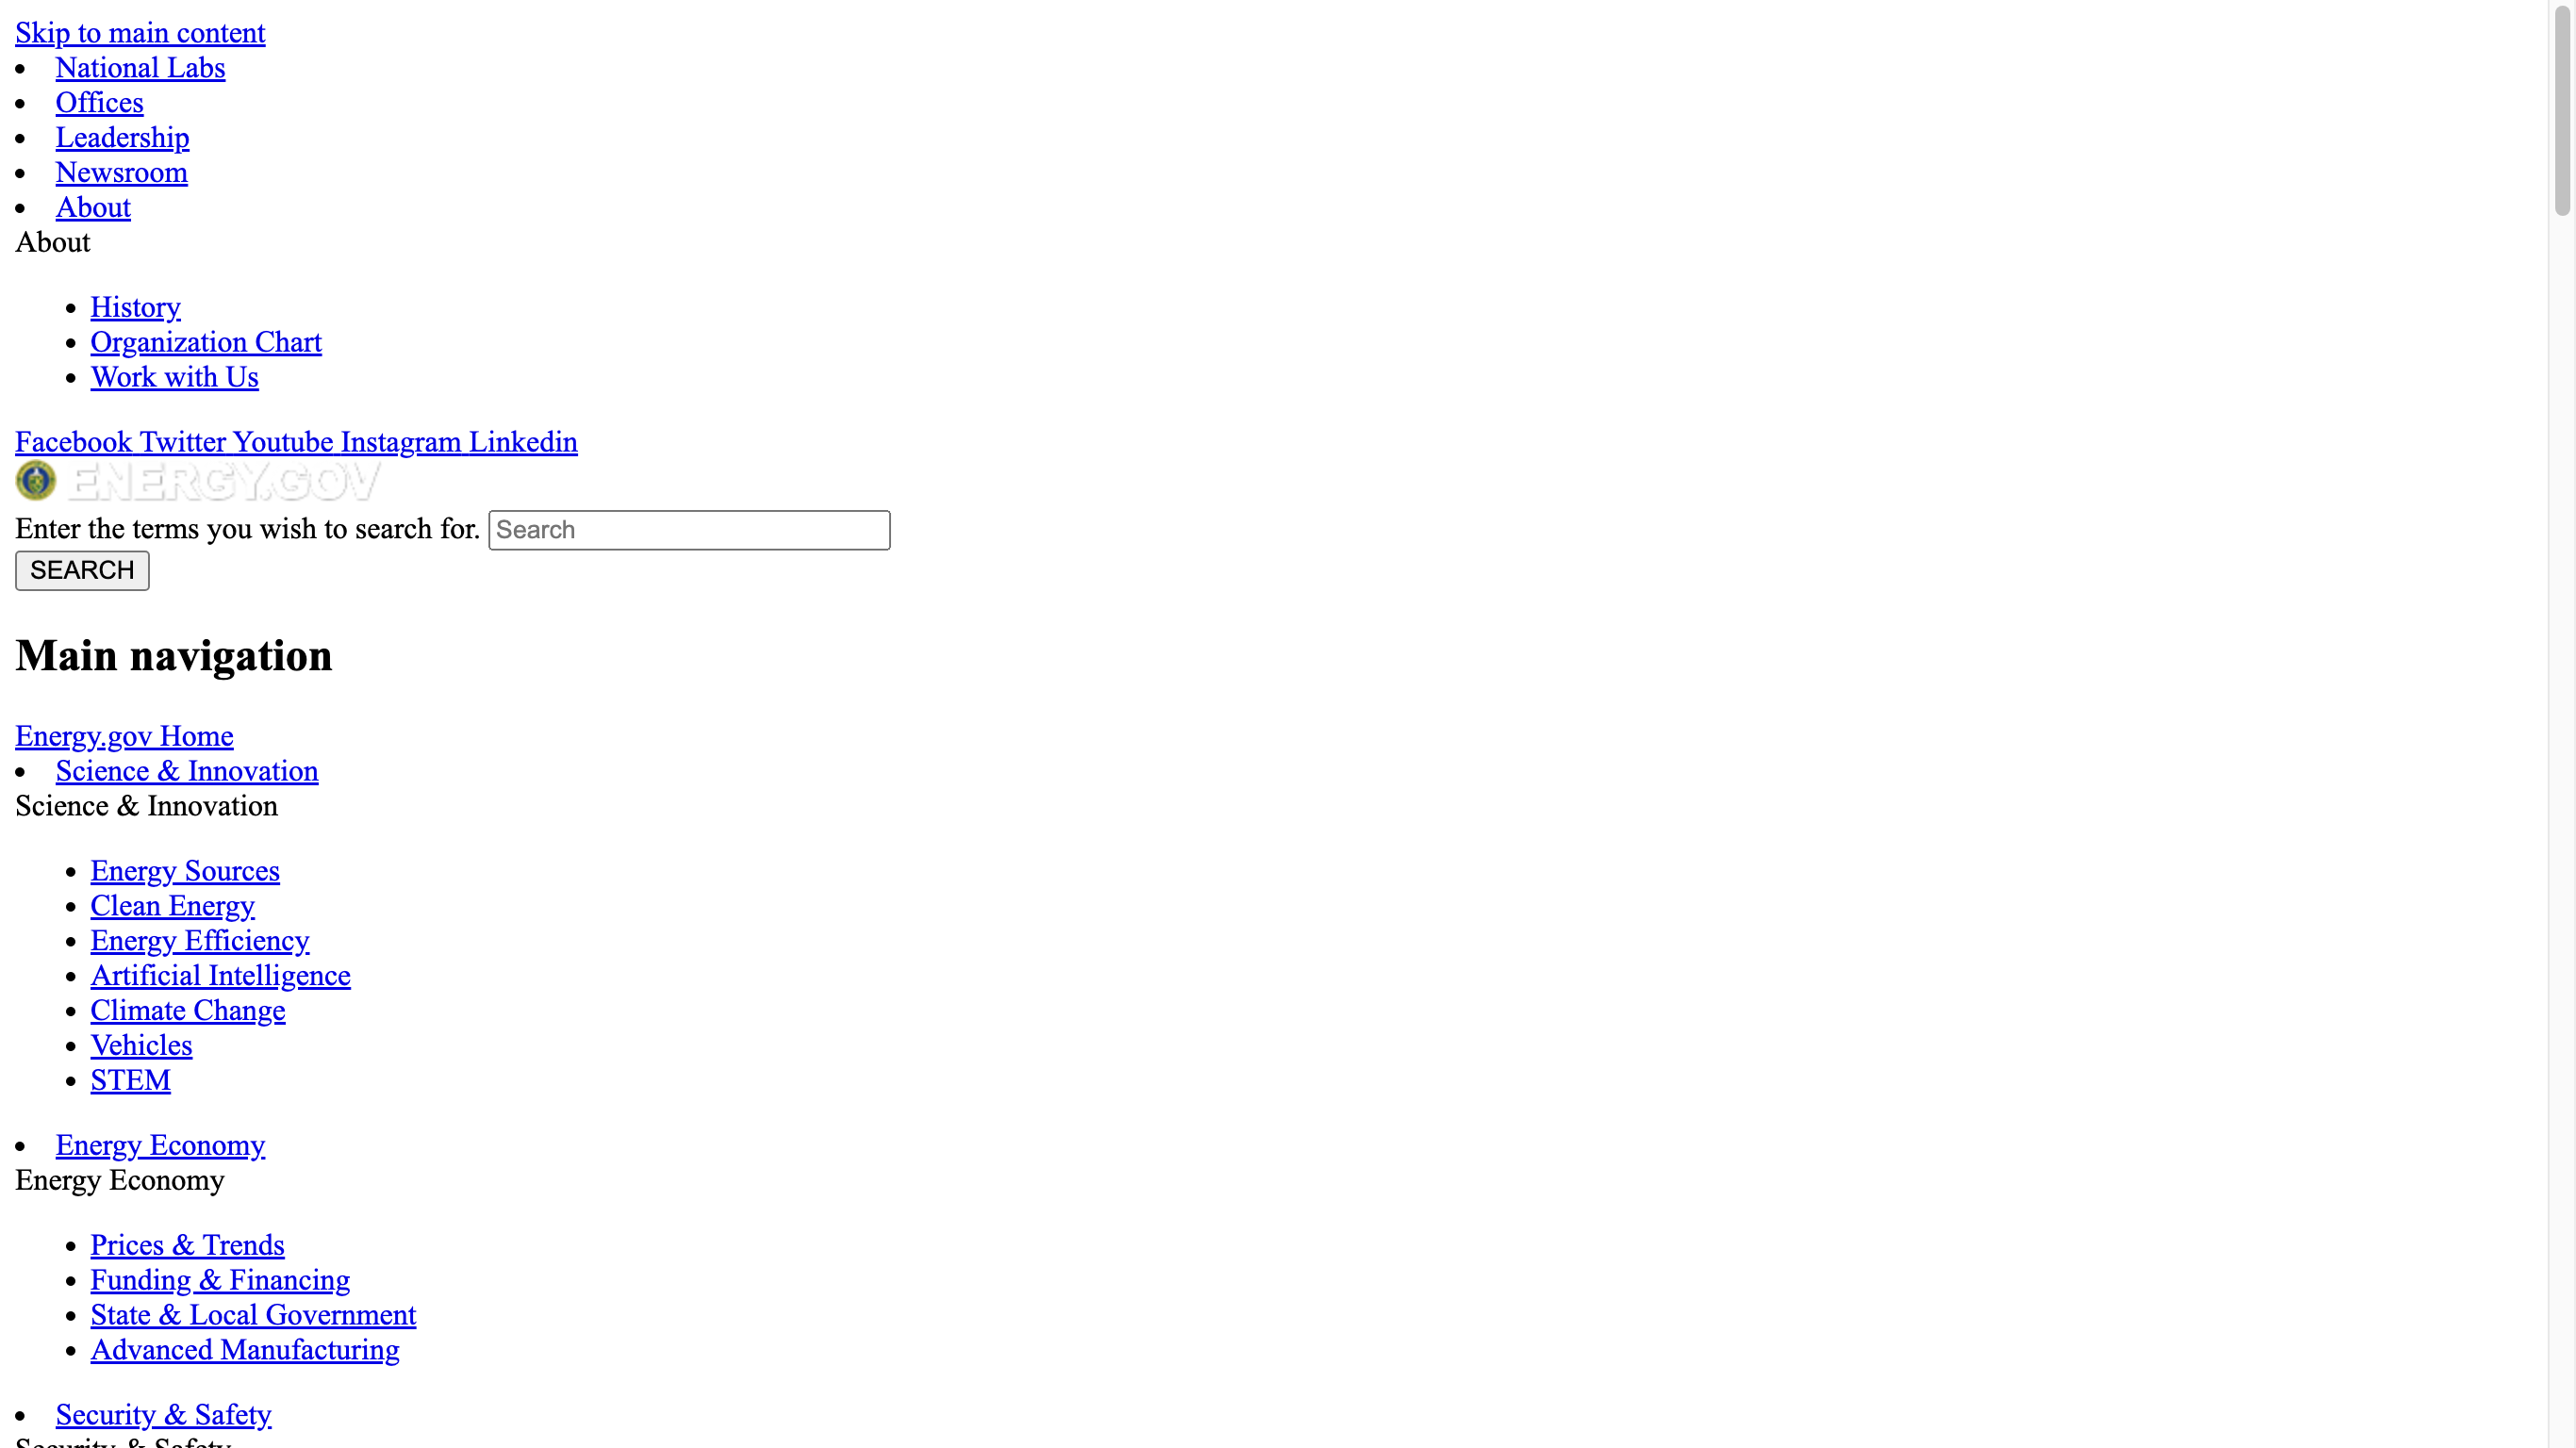 Skip to main content
National Labs
Offices
Leadership
Newsroom
About
About
History
Organization Chart
Work with Us
Facebook Twitter Youtube Instagram Linkedin
ENERGY.GOV
Enter the terms you wish to search for. Search
SEARCH
Main navigation
Energy.gov Home
Science & Innovation
Science & Innovation
Energy Sources
Clean Energy
Energy Efficiency
Artificial Intelligence
Climate Change
Vehicles
STEM
Energy Economy
Energy Economy
Prices & Trends
Funding & Financing
State & Local Government
Advanced Manufacturing
Security & Safety
Security & Safety